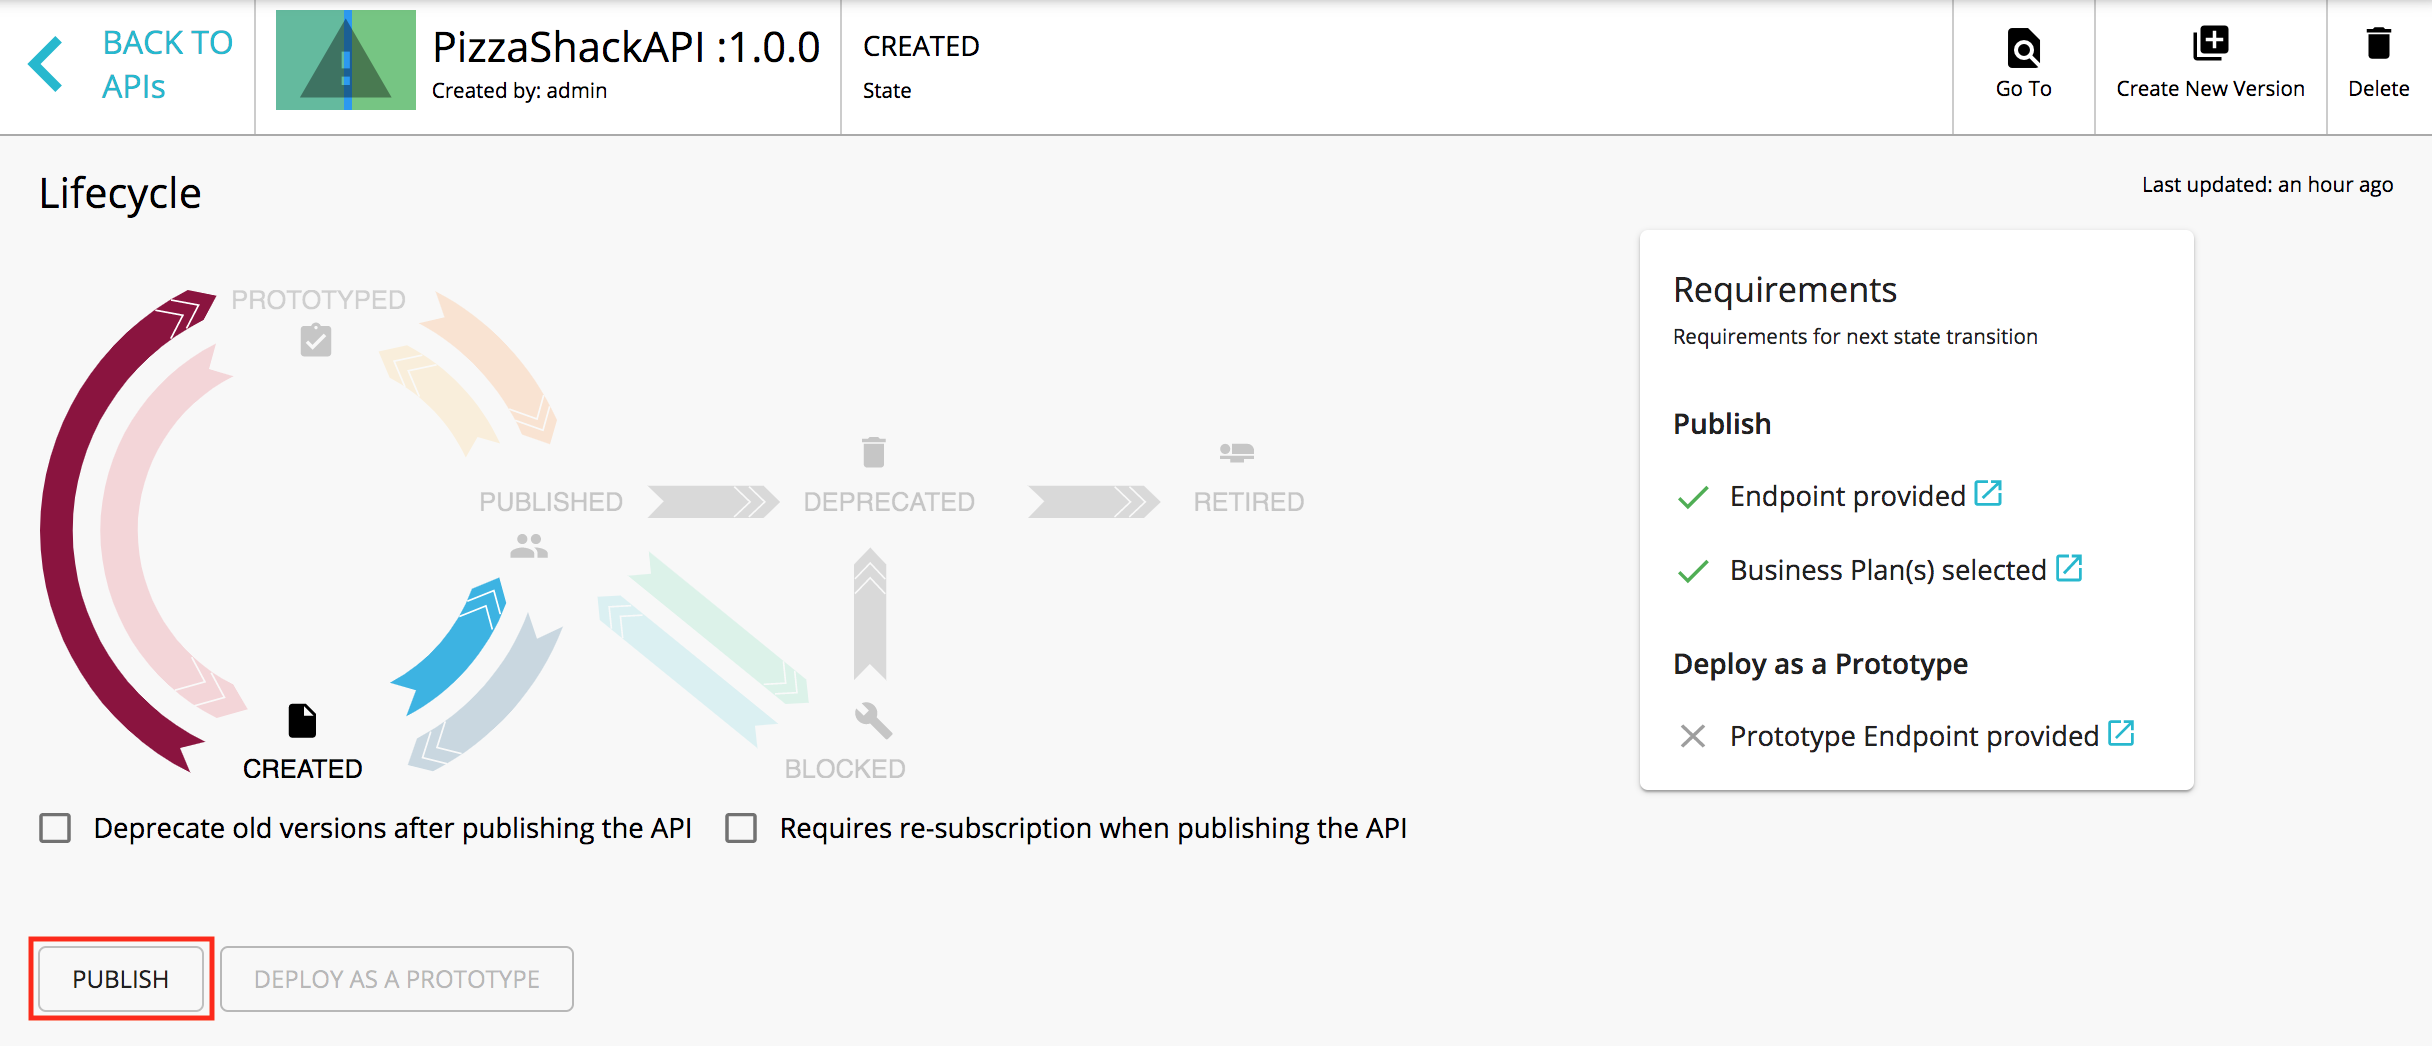 BACK TO
APIs
PizzaShackAPI :1.0.0
Created by: admin
CREATED
State
Go To
Create New Version
Delete
Lifecycle
Last updated: an hour ago
PROTOTYPED
PUBLISHED
DEPRECATED
RETIRED
CREATED
BLOCKED
Requirements
Requirements for next state transition
Publish
Endpoint provided
Business Plan(s) selected
Deploy as a Prototype
Prototype Endpoint provided
Deprecate old versions after publishing the API
Requires re-subscription when publishing the API
PUBLISH
DEPLOY AS A PROTOTYPE